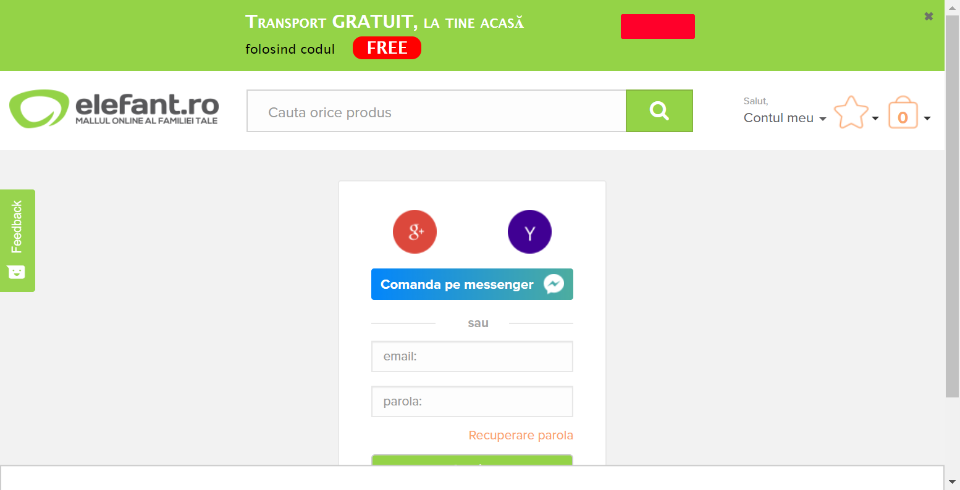 Transport GRATUIT, la tine acasă
folosind codul FREE
elefant.ro
MALLUL ONLINE AL FAMILIEI TALE
Cauta orice produs
Salut,
Contul meu
0
Feedback
g+
Y
Comanda pe messenger
sau
email:
parola:
Recuperare parola